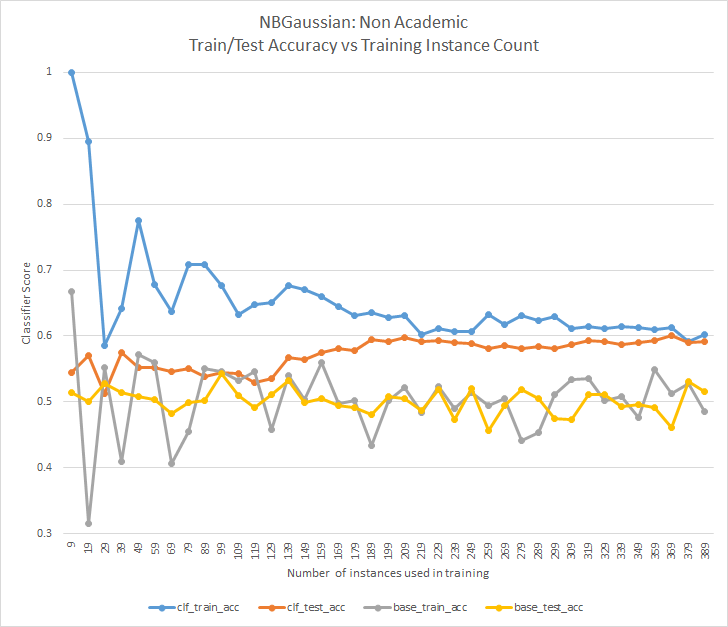 NBGaussian: Non Academic
Train/Test Accuracy vs Training Instance Count
1
0.9
0.8
0.7
0.6
0.5
0.4
0.3
Classifier Score
9 19 29 39 49 59 69 79 89 99 109 119 129 139 149 159 169 179 189 199 209 219 229 239 249 259 269 279 289 299 309 319 329 339 349 359 369 379 389
Number of instances used in training
clf_train_acc clf_test_acc base_train_acc base_test_acc